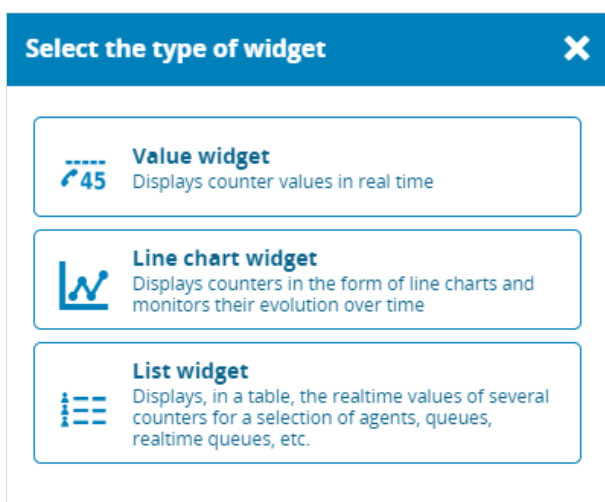 Select the type of widget
Value widget
45
Displays counter values in real time
Line chart widget
Displays counters in the form of line charts and
monitors their evolution over time
List widget
Displays, in a table, the realtime values of several
counters for a selection of agents, queues,
realtime queues, etc.